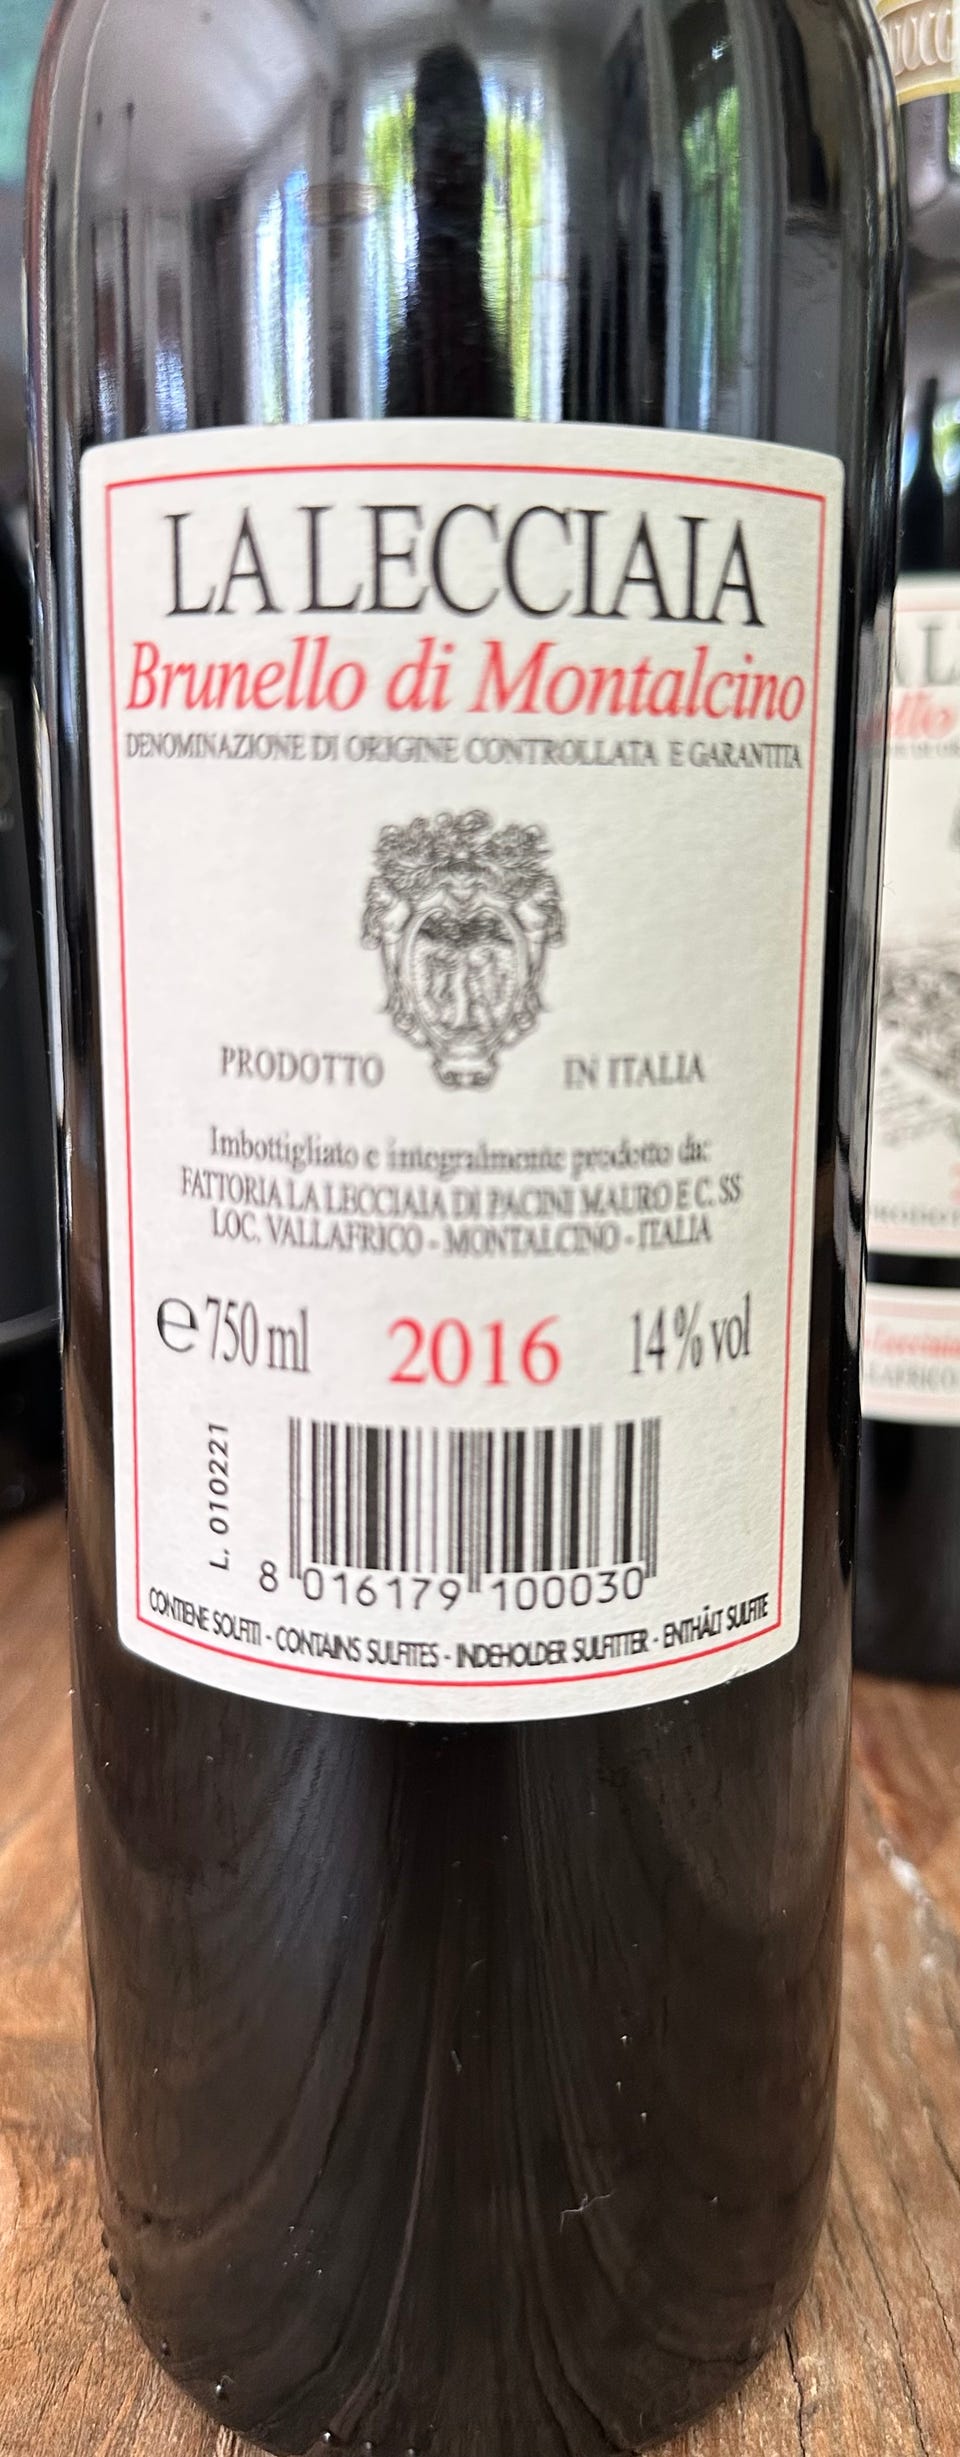 LA LECCIAIA
Brunello di Montalcino
DENOMINAZIONE DI ORIGINE CONTROLLATA E GARANTITA
PRODOTTO IN ITALIA
Imbottigliato e integralmente prodotto da:
FATTORIA LA LECCIAIA DI PACINI MAURO E C. SS
LOC. VALLAFRICO - MONTALCINO - ITALIA
e 750 ml 2016 14% vol
L. 010221
8 016179 100030
CONTIENE SOLFITI - CONTAINS SULFITES - INDEHOLDER SULFITTER - ENTHÄLT SULFITE